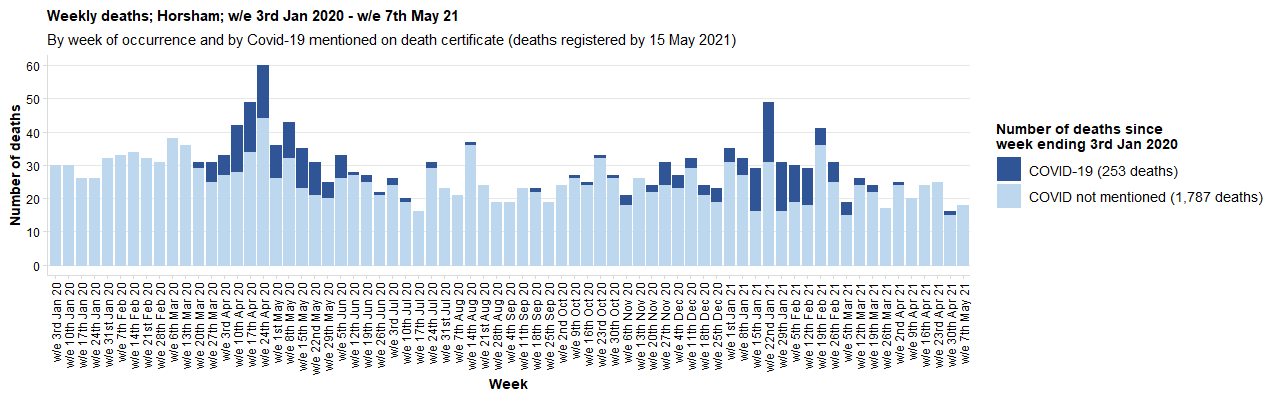 Weekly deaths; Horsham; w/e 3rd Jan 2020 - w/e 7th May 21
By week of occurrence and by Covid-19 mentioned on death certificate (deaths registered by 15 May 2021)
Number of deaths
60
50
40
30
20
10
0
w/e 3rd Jan 20
w/e 10th Jan 20
w/e 17th Jan 20
w/e 24th Jan 20
w/e 31st Jan 20
w/e 7th Feb 20
w/e 14th Feb 20
w/e 21st Feb 20
w/e 28th Feb 20
w/e 6th Mar 20
w/e 13th Mar 20
w/e 20th Mar 20
w/e 27th Mar 20
w/e 3rd Apr 20
w/e 10th Apr 20
w/e 17th Apr 20
w/e 24th Apr 20
w/e 1st May 20
w/e 8th May 20
w/e 15th May 20
w/e 22nd May 20
w/e 29th May 20
w/e 5th Jun 20
w/e 12th Jun 20
w/e 19th Jun 20
w/e 26th Jun 20
w/e 3rd Jul 20
w/e 10th Jul 20
w/e 17th Jul 20
w/e 24th Jul 20
w/e 31st Jul 20
w/e 7th Aug 20
w/e 14th Aug 20
w/e 21st Aug 20
w/e 28th Aug 20
w/e 4th Sep 20
w/e 11th Sep 20
w/e 18th Sep 20
w/e 25th Sep 20
w/e 2nd Oct 20
w/e 9th Oct 20
w/e 16th Oct 20
w/e 23rd Oct 20
w/e 30th Oct 20
w/e 6th Nov 20
w/e 13th Nov 20
w/e 20th Nov 20
w/e 27th Nov 20
w/e 4th Dec 20
w/e 11th Dec 20
w/e 18th Dec 20
w/e 25th Dec 20
w/e 1st Jan 21
w/e 8th Jan 21
w/e 15th Jan 21
w/e 22nd Jan 21
w/e 29th Jan 21
w/e 5th Feb 21
w/e 12th Feb 21
w/e 19th Feb 21
w/e 26th Feb 21
w/e 5th Mar 21
w/e 12th Mar 21
w/e 19th Mar 21
w/e 26th Mar 21
w/e 2nd Apr 21
w/e 9th Apr 21
w/e 16th Apr 21
w/e 23rd Apr 21
w/e 30th Apr 21
w/e 7th May 21
Week
Number of deaths since
week ending 3rd Jan 2020
COVID-19 (253 deaths)
COVID not mentioned (1,787 deaths)